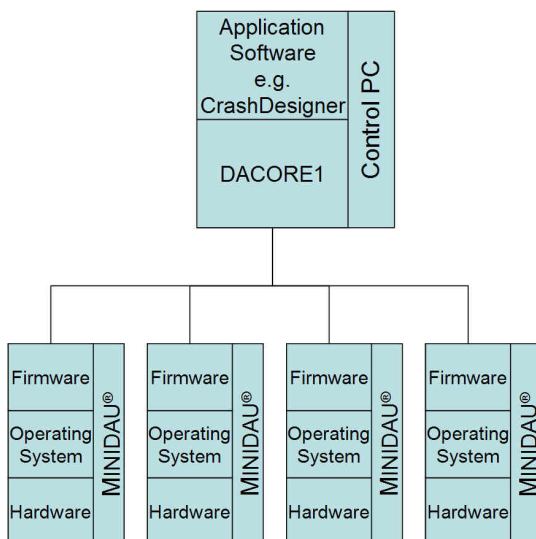 Application
Software
e.g.
CrashDesigner
DACORE1
Control PC
Firmware
Operating
System
Hardware
MINIDAU®
Firmware
Operating
System
Hardware
MINIDAU®
Firmware
Operating
System
Hardware
MINIDAU®
Firmware
Operating
System
Hardware
MINIDAU®